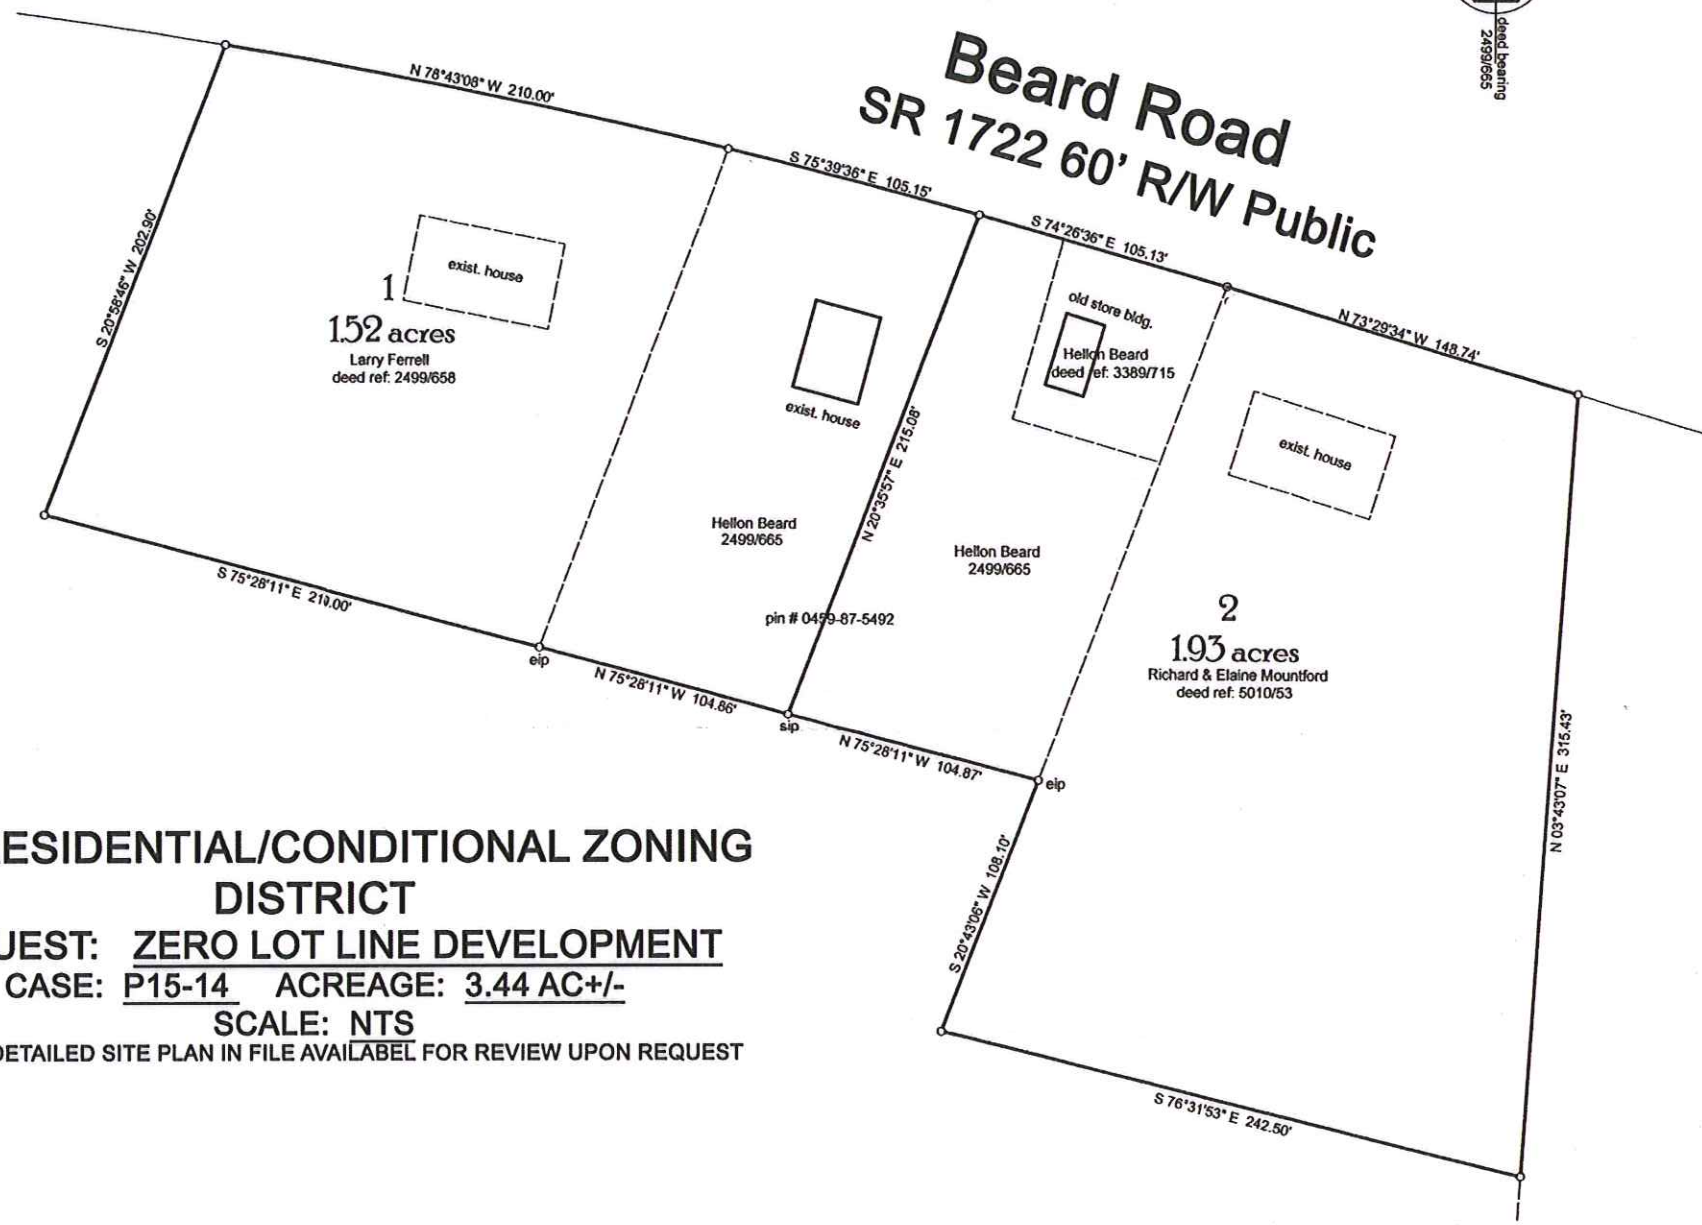 deed bearing
2499/665
Beard Road
SR 1722 60' R/W Public
N 78°43'08" W 210.00'
S 75°39'36" E 105.15'
S 74°26'36" E 105.13'
N 73°29'34" W 148.74'
S 20°58'46" W 202.90'
exist. house
1
1.52 acres
Larry Ferrell
deed ref: 2499/658
exist. house
old store bldg.
Hellon Beard
deed ref: 3389/715
exist. house
N 20°35'57" E 215.08'
Hellon Beard
2499/665
Hellon Beard
2499/665
pin # 0459-87-5492
2
1.93 acres
Richard & Elaine Mountford
deed ref: 5010/53
S 75°28'11" E 210.00'
eip
N 75°28'11" W 104.86'
sip
N 75°28'11" W 104.87'
eip
N 03°43'07" E 315.43'
S 20°43'06" W 108.10'
S 76°31'53" E 242.50'
ESIDENTIAL/CONDITIONAL ZONING
DISTRICT
UEST: ZERO LOT LINE DEVELOPMENT
CASE: P15-14 ACREAGE: 3.44 AC+/-
SCALE: NTS
DETAILED SITE PLAN IN FILE AVAILABEL FOR REVIEW UPON REQUEST